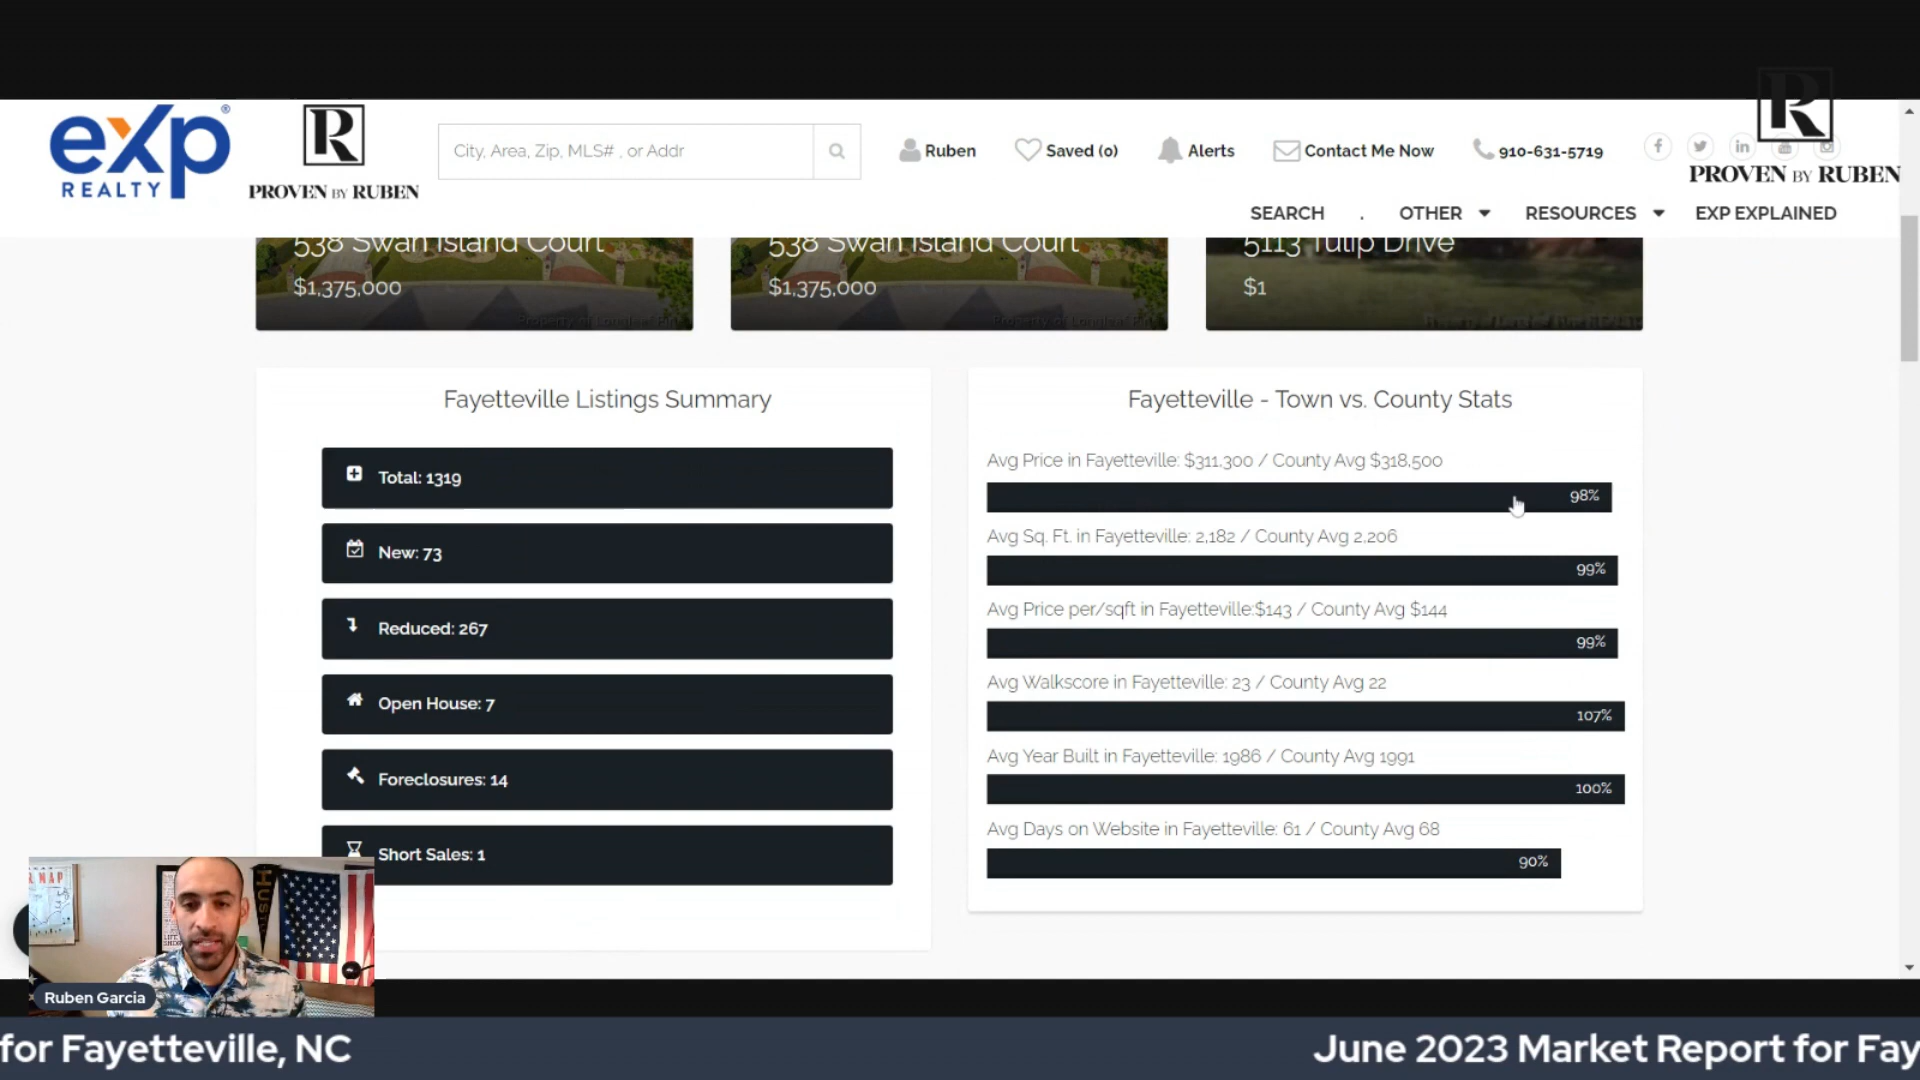 eXp
REALTY
R
PROVEN BY RUBEN
City, Area, Zip, MLS# , or Addr
Ruben
Saved (0)
Alerts
Contact Me Now
910-631-5719
R
PROVEN BY RUBEN
SEARCH
.
OTHER
RESOURCES
EXP EXPLAINED
538 Swan Island Court
$1,375,000
538 Swan Island Court
$1,375,000
5113 Tulip Drive
$1
Fayetteville Listings Summary
Total: 1319
New: 73
Reduced: 267
Open House: 7
Foreclosures: 14
Short Sales: 1
Fayetteville - Town vs. County Stats
Avg Price in Fayetteville: $311,300 / County Avg $318,500
98%
Avg Sq. Ft. in Fayetteville: 2,182 / County Avg 2,206
99%
Avg Price per/sqft in Fayetteville:$143 / County Avg $144
99%
Avg Walkscore in Fayetteville: 23 / County Avg 22
107%
Avg Year Built in Fayetteville: 1986 / County Avg 1991
100%
Avg Days on Website in Fayetteville: 61 / County Avg 68
90%
Ruben Garcia
for Fayetteville, NC
June 2023 Market Report for Fay